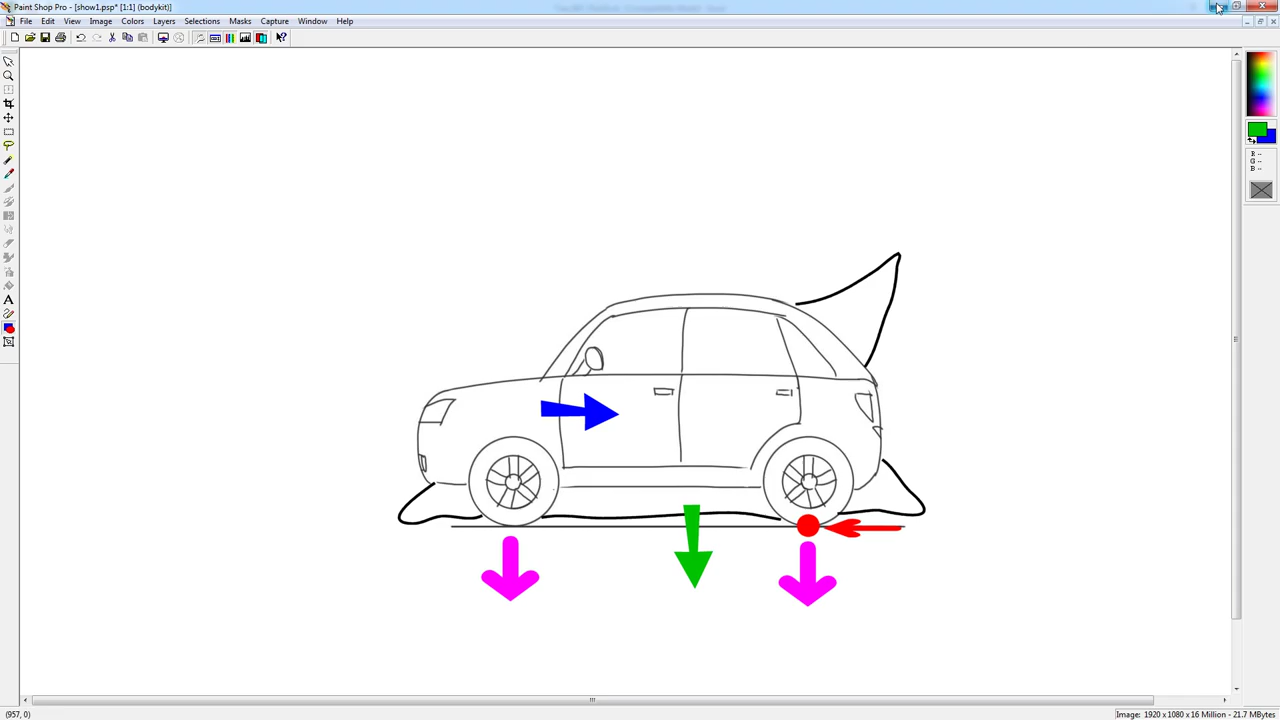 Paint Shop Pro - [show1.psp* [1:1] (bodykit)]
File Edit View Image Colors Layers Selections Masks Capture Window Help
R --
G --
B --
(957, 0)
Image: 1920 x 1080 x 16 Million - 21.7 MBytes